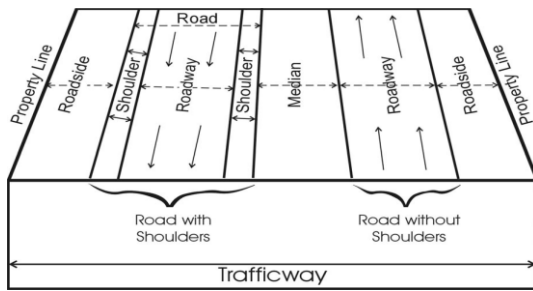 Road
Property Line
Roadside
Shoulder
Roadway
Shoulder
Median
Roadway
Roadside
Property Line
Road with
Shoulders
Road without
Shoulders
Trafficway